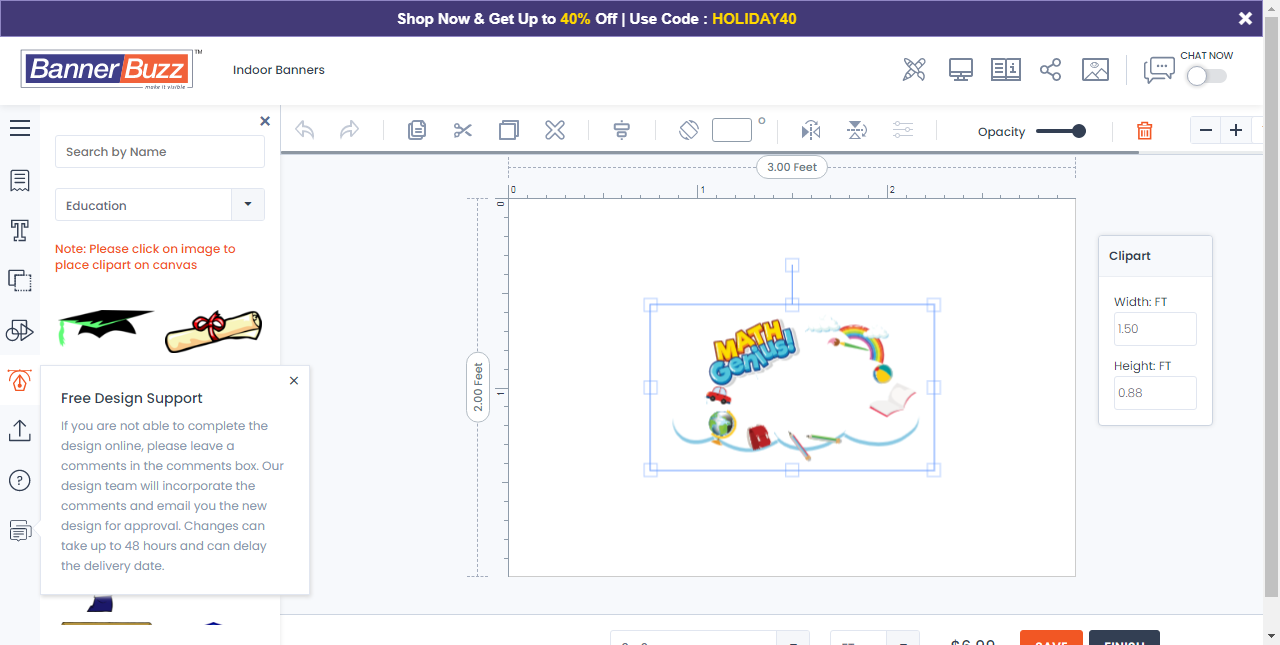 Shop Now & Get Up to 40% Off | Use Code : HOLIDAY40
BannerBuzz™
make it visible
Indoor Banners
CHAT NOW
Search by Name
Opacity
3.00 Feet
Education
0 1 2
0
Note: Please click on image to
place clipart on canvas
Clipart
Width: FT
1.50
MATH
Genius!
Height: FT
0.88
2.00 Feet
1
Free Design Support
If you are not able to complete the
design online, please leave a
comments in the comments box. Our
design team will incorporate the
comments and email you the new
design for approval. Changes can
take up to 48 hours and can delay
the delivery date.
SAVE
FINISH